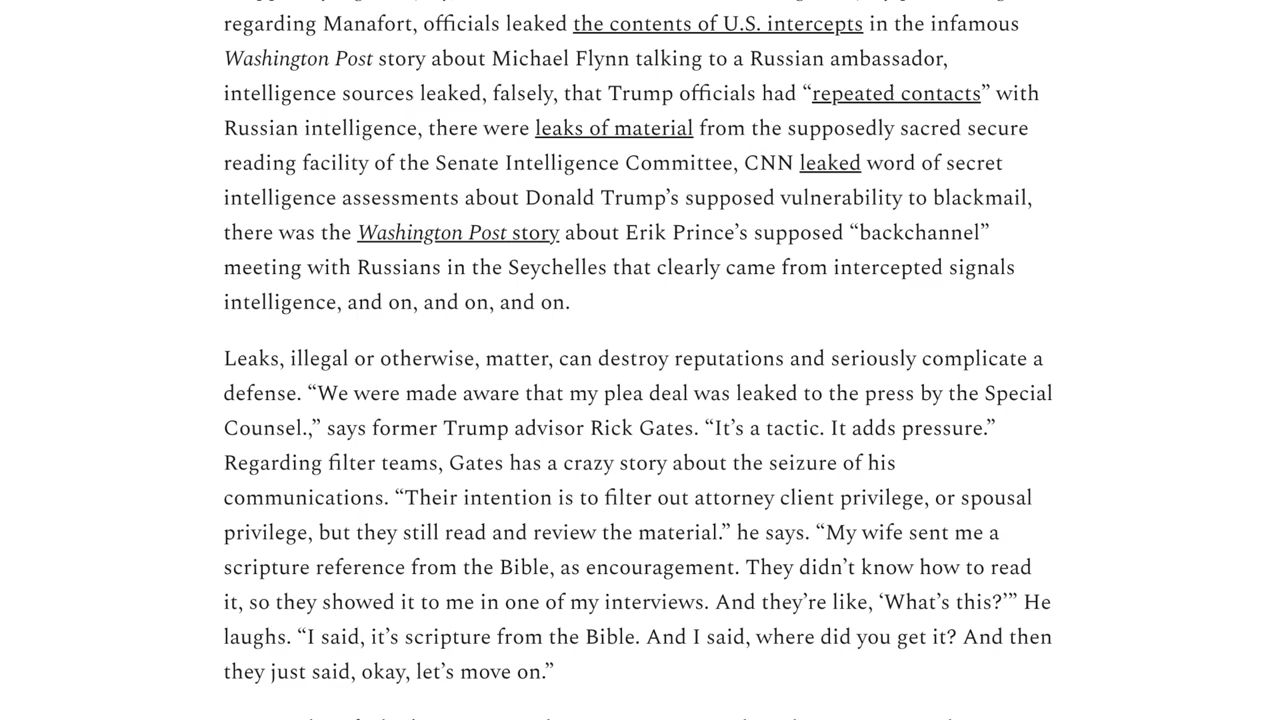 regarding Manafort, officials leaked the contents of U.S. intercepts in the infamous
Washington Post story about Michael Flynn talking to a Russian ambassador,
intelligence sources leaked, falsely, that Trump officials had “repeated contacts” with
Russian intelligence, there were leaks of material from the supposedly sacred secure
reading facility of the Senate Intelligence Committee, CNN leaked word of secret
intelligence assessments about Donald Trump’s supposed vulnerability to blackmail,
there was the Washington Post story about Erik Prince’s supposed “backchannel”
meeting with Russians in the Seychelles that clearly came from intercepted signals
intelligence, and on, and on, and on.
Leaks, illegal or otherwise, matter, can destroy reputations and seriously complicate a
defense. “We were made aware that my plea deal was leaked to the press by the Special
Counsel.,” says former Trump advisor Rick Gates. “It’s a tactic. It adds pressure.”
Regarding filter teams, Gates has a crazy story about the seizure of his
communications. “Their intention is to filter out attorney client privilege, or spousal
privilege, but they still read and review the material.” he says. “My wife sent me a
scripture reference from the Bible, as encouragement. They didn’t know how to read
it, so they showed it to me in one of my interviews. And they’re like, ‘What’s this?’” He
laughs. “I said, it’s scripture from the Bible. And I said, where did you get it? And then
they just said, okay, let’s move on.”